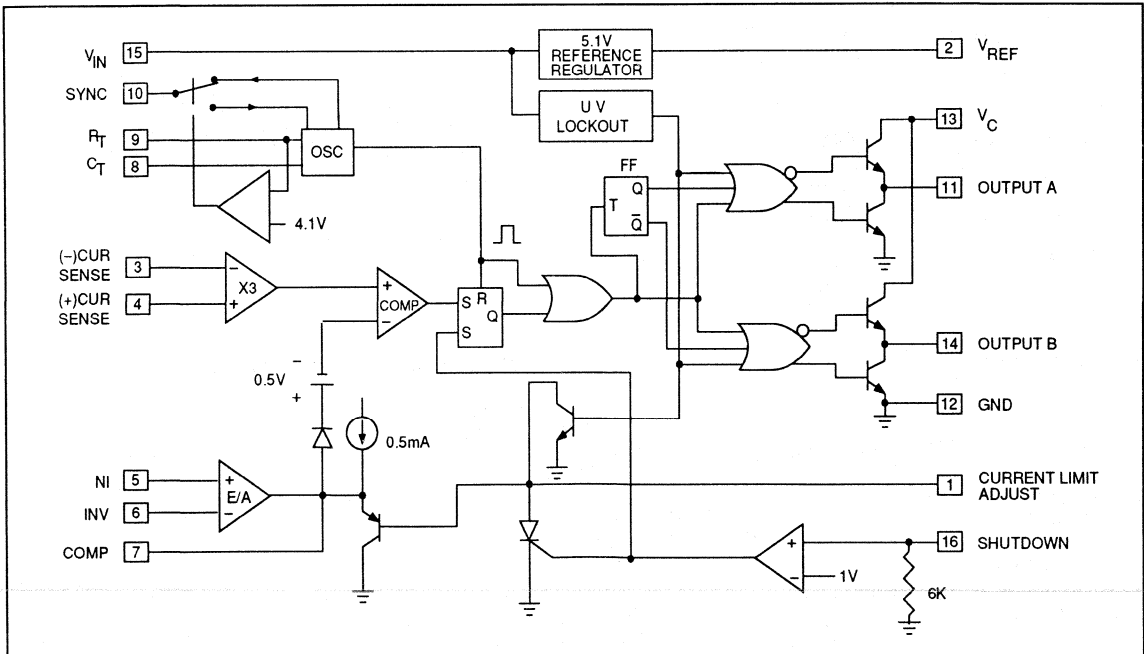 VIN 15
5.1V
REFERENCE
REGULATOR
2 VREF
SYNC 10
U V
LOCKOUT
13 VC
RT 9
CT 8
OSC
4.1V
FF
T Q
Q̅
11 OUTPUT A
(–)CUR
SENSE 3
(+)CUR
SENSE 4
–
X3
+
+
COMP
–
S R
Q
S
14 OUTPUT B
12 GND
–
0.5V
+
0.5mA
NI 5
INV 6
COMP 7
+
E/A
–
1 CURRENT LIMIT
ADJUST
16 SHUTDOWN
+
–
1V
6K